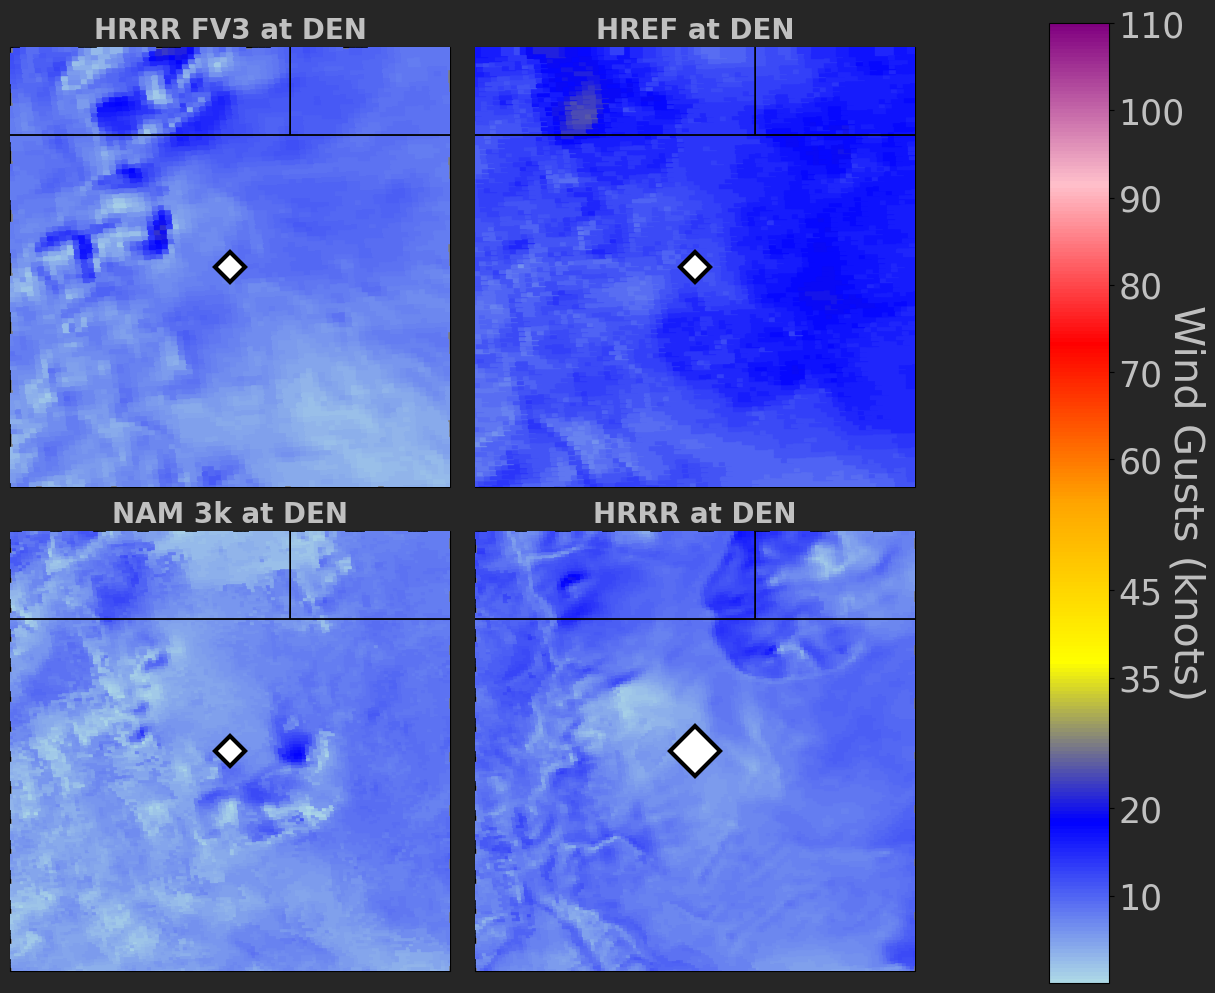 HRRR FV3 at DEN
HREF at DEN
NAM 3k at DEN
HRRR at DEN
110
100
90
80
70
60
45
35
20
10
Wind Gusts (knots)